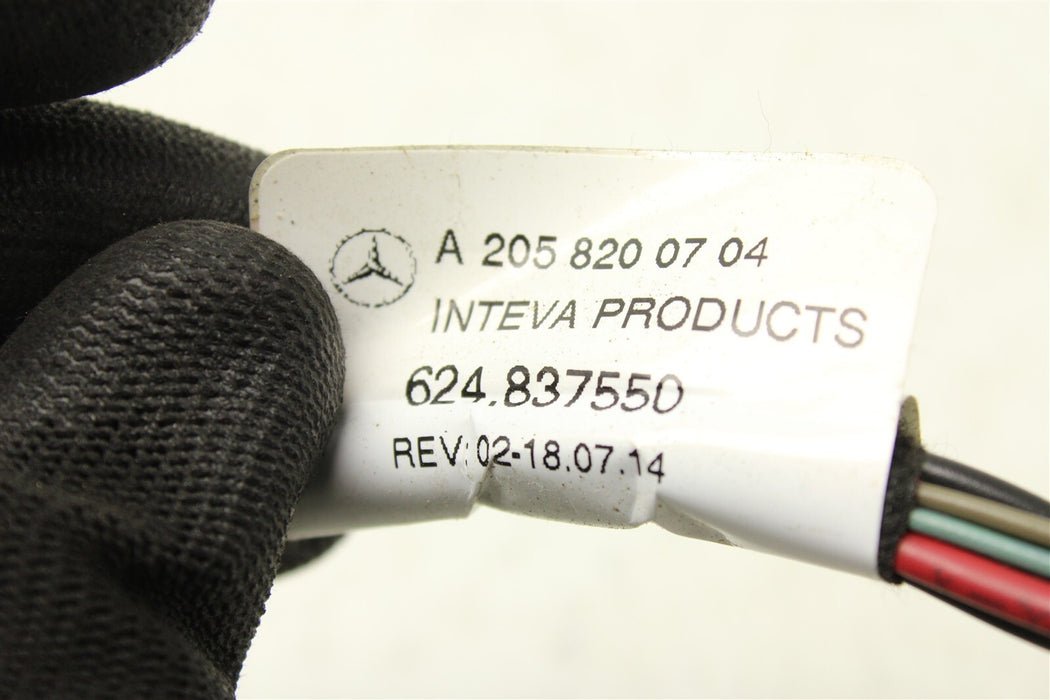 A 205 820 07 04
INTEVA PRODUCTS
624.837550
REV:02-18.07.14